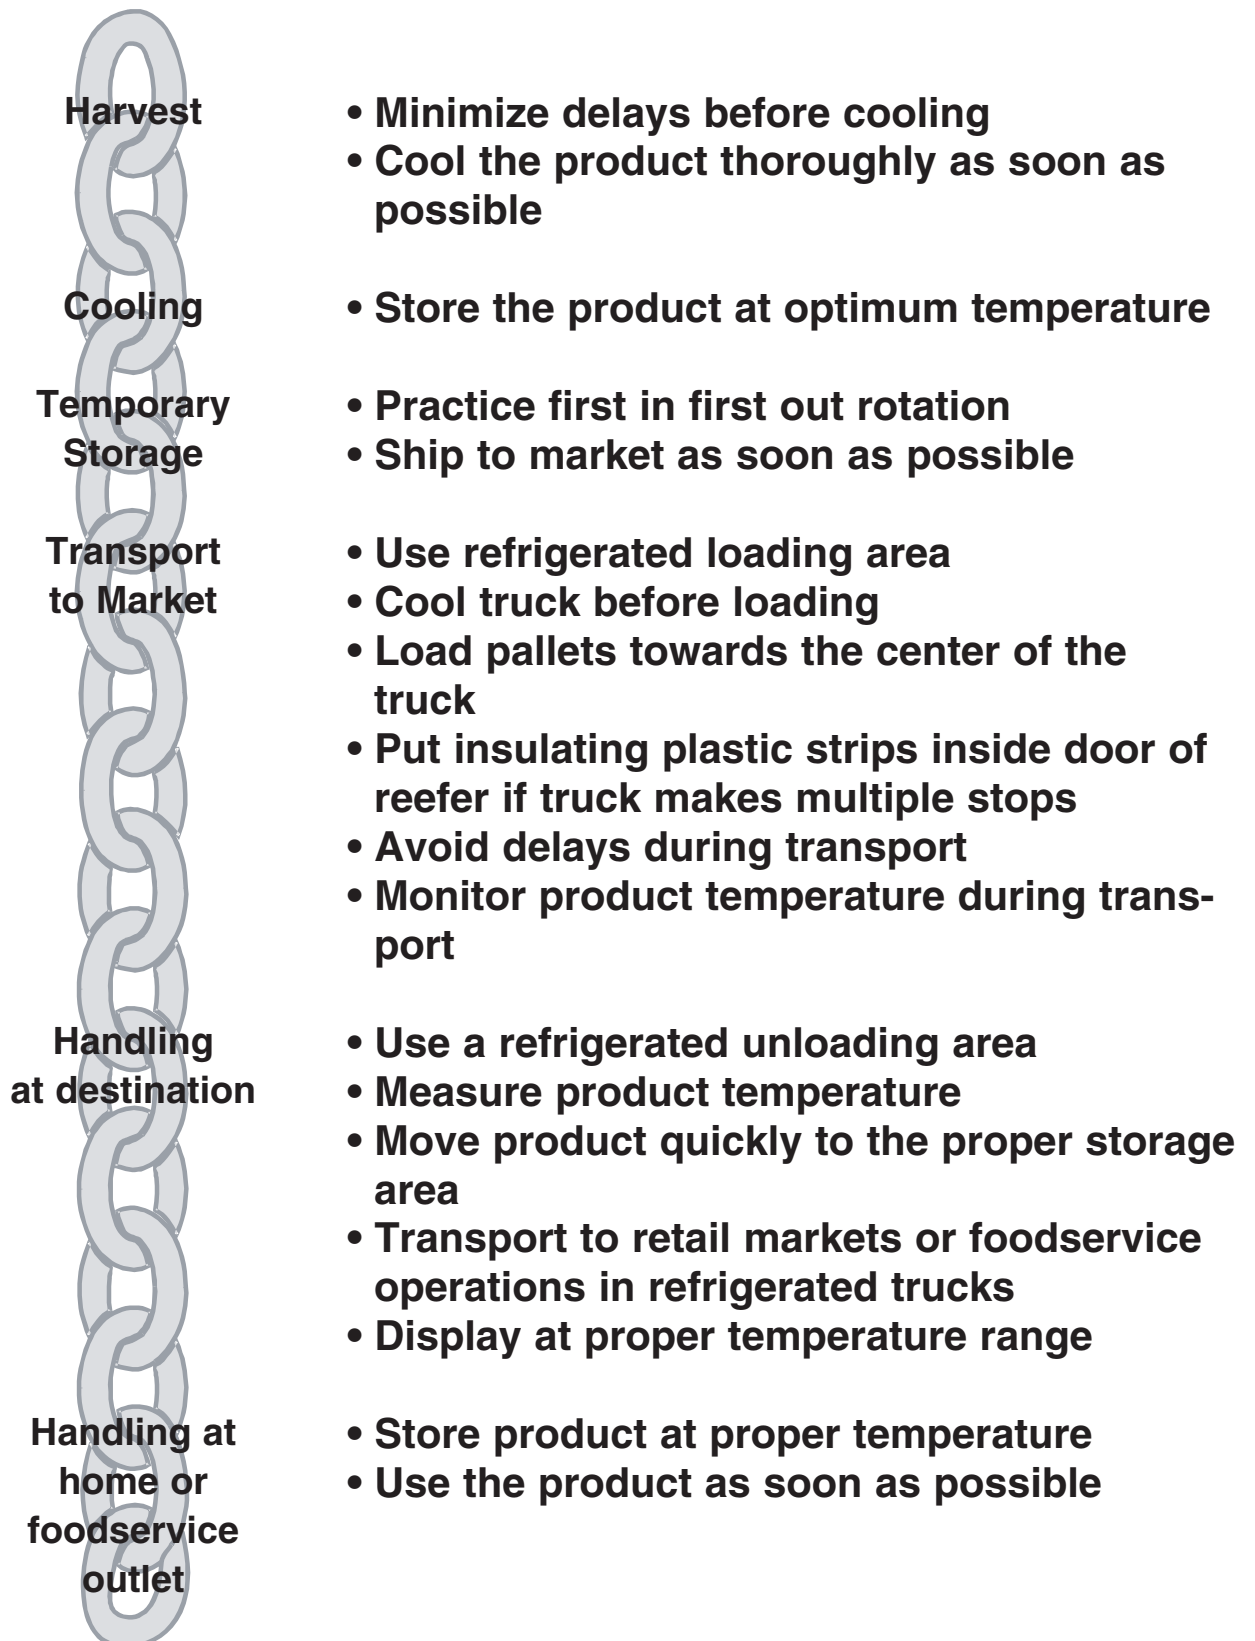 Harvest
• Minimize delays before cooling
• Cool the product thoroughly as soon as
possible
Cooling
• Store the product at optimum temperature
Temporary
Storage
• Practice first in first out rotation
• Ship to market as soon as possible
Transport
to Market
• Use refrigerated loading area
• Cool truck before loading
• Load pallets towards the center of the
truck
• Put insulating plastic strips inside door of
reefer if truck makes multiple stops
• Avoid delays during transport
• Monitor product temperature during trans-
port
Handling
at destination
• Use a refrigerated unloading area
• Measure product temperature
• Move product quickly to the proper storage
area
• Transport to retail markets or foodservice
operations in refrigerated trucks
• Display at proper temperature range
Handling at
home or
foodservice
outlet
• Store product at proper temperature
• Use the product as soon as possible